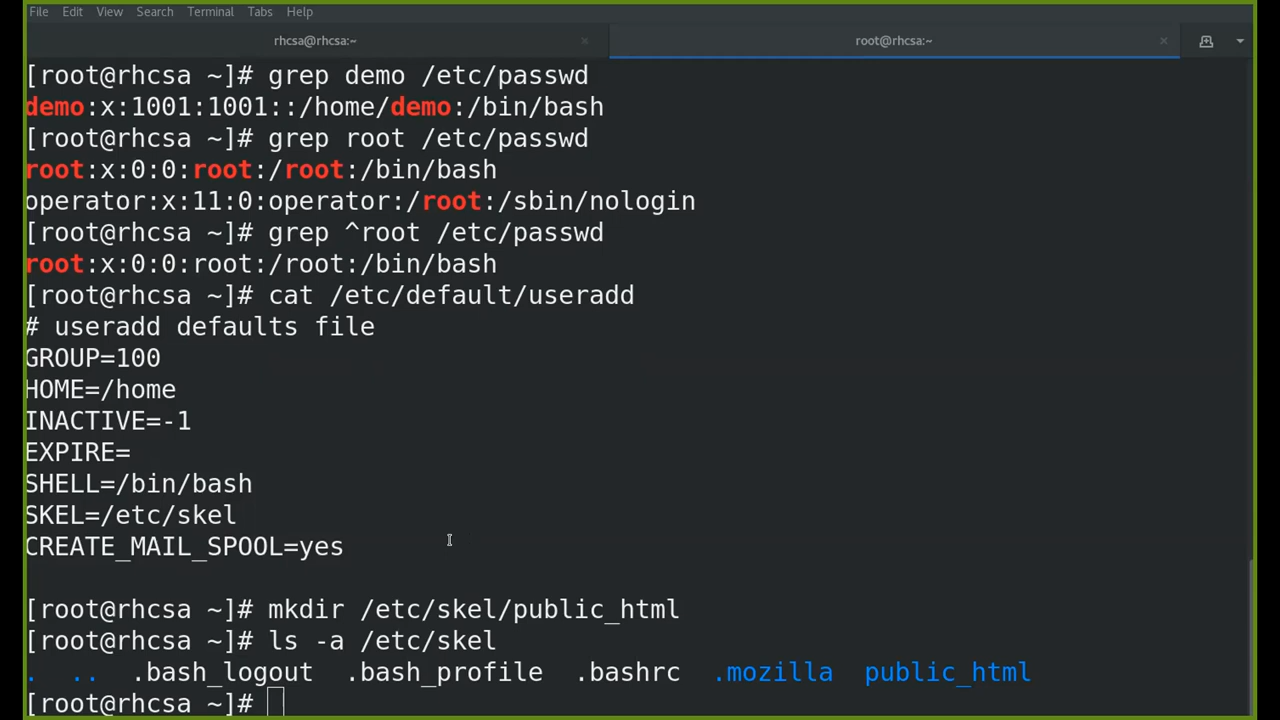 File Edit View Search Terminal Tabs Help
rhcsa@rhcsa:~ × root@rhcsa:~ ×
[root@rhcsa ~]# grep demo /etc/passwd
demo:x:1001:1001::/home/demo:/bin/bash
[root@rhcsa ~]# grep root /etc/passwd
root:x:0:0:root:/root:/bin/bash
operator:x:11:0:operator:/root:/sbin/nologin
[root@rhcsa ~]# grep ^root /etc/passwd
root:x:0:0:root:/root:/bin/bash
[root@rhcsa ~]# cat /etc/default/useradd
# useradd defaults file
GROUP=100
HOME=/home
INACTIVE=-1
EXPIRE=
SHELL=/bin/bash
SKEL=/etc/skel
CREATE_MAIL_SPOOL=yes
[root@rhcsa ~]# mkdir /etc/skel/public_html
[root@rhcsa ~]# ls -a /etc/skel
. .. .bash_logout .bash_profile .bashrc .mozilla public_html
[root@rhcsa ~]#